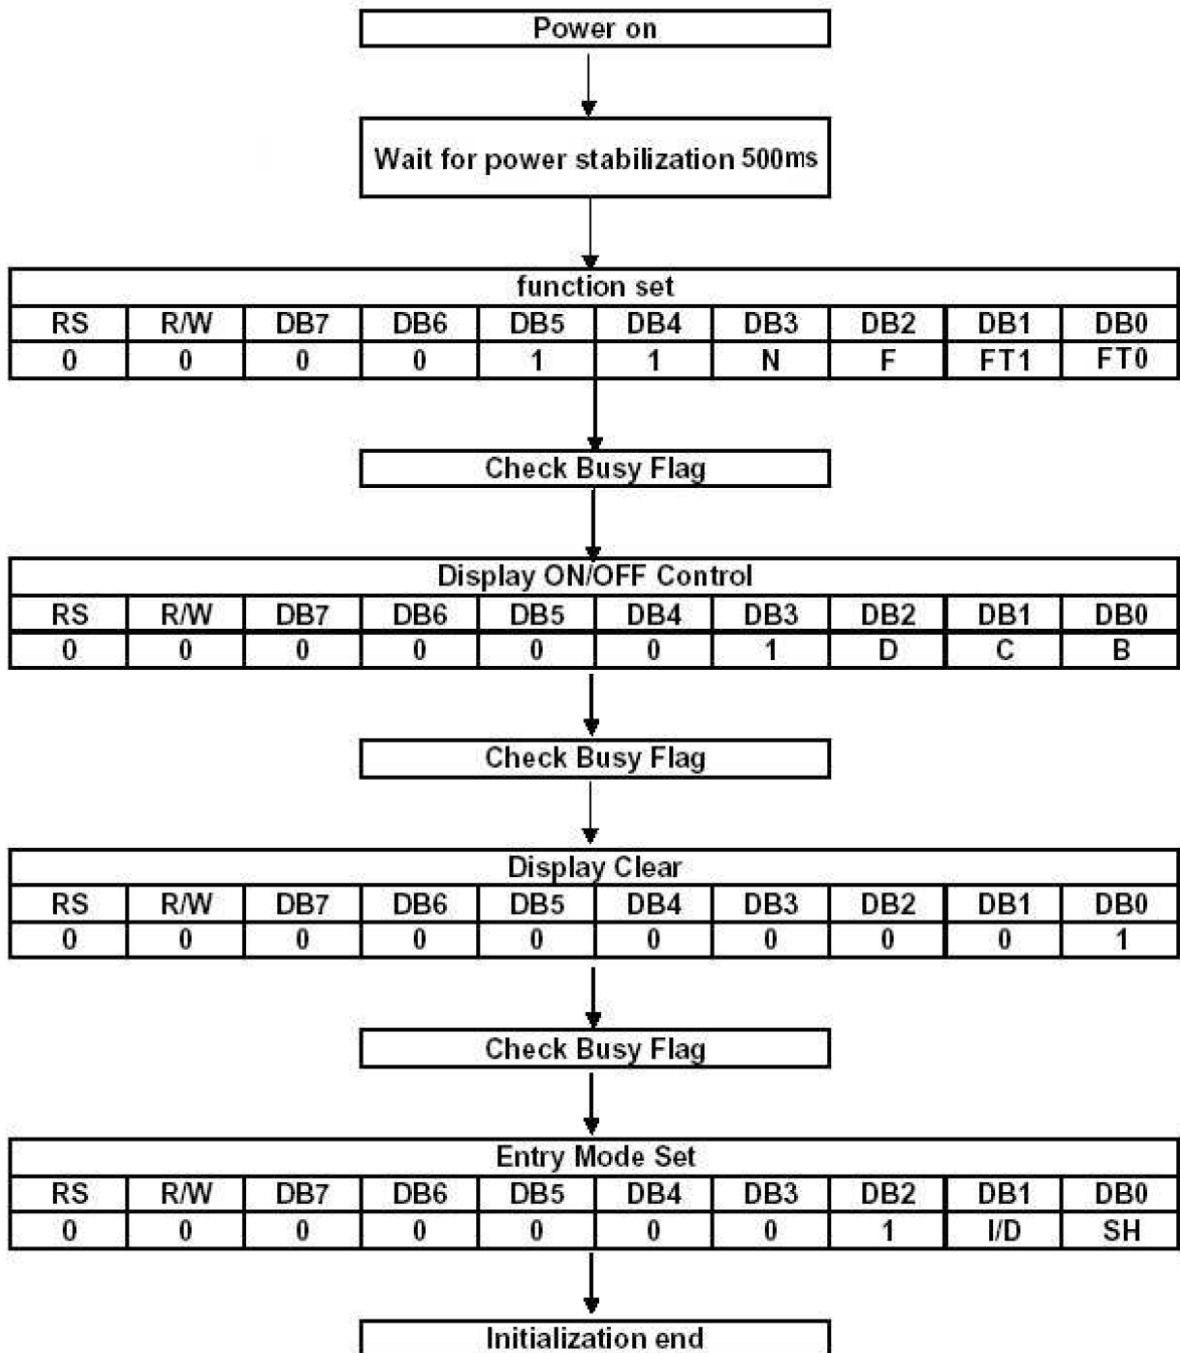 Power on
Wait for power stabilization 500ms
function set
RS R/W DB7 DB6 DB5 DB4 DB3 DB2 DB1 DB0
0 0 0 0 1 1 N F FT1 FT0
Check Busy Flag
Display ON/OFF Control
RS R/W DB7 DB6 DB5 DB4 DB3 DB2 DB1 DB0
0 0 0 0 0 0 1 D C B
Check Busy Flag
Display Clear
RS R/W DB7 DB6 DB5 DB4 DB3 DB2 DB1 DB0
0 0 0 0 0 0 0 0 0 1
Check Busy Flag
Entry Mode Set
RS R/W DB7 DB6 DB5 DB4 DB3 DB2 DB1 DB0
0 0 0 0 0 0 0 1 I/D SH
Initialization end